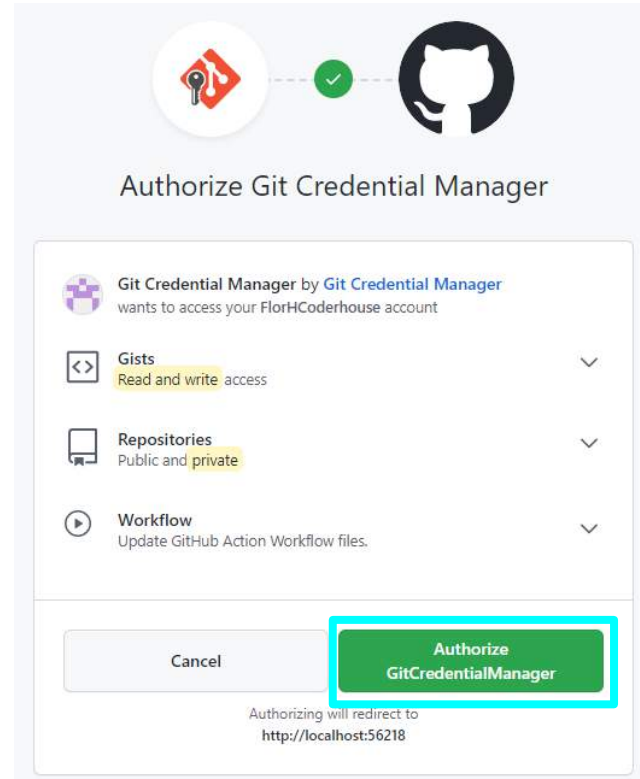 Authorize Git Credential Manager
Git Credential Manager by Git Credential Manager
wants to access your FlorHCoderhouse account
Gists
Read and write access
Repositories
Public and private
Workflow
Update GitHub Action Workflow files.
Cancel
Authorize
GitCredentialManager
Authorizing will redirect to
http://localhost:56218